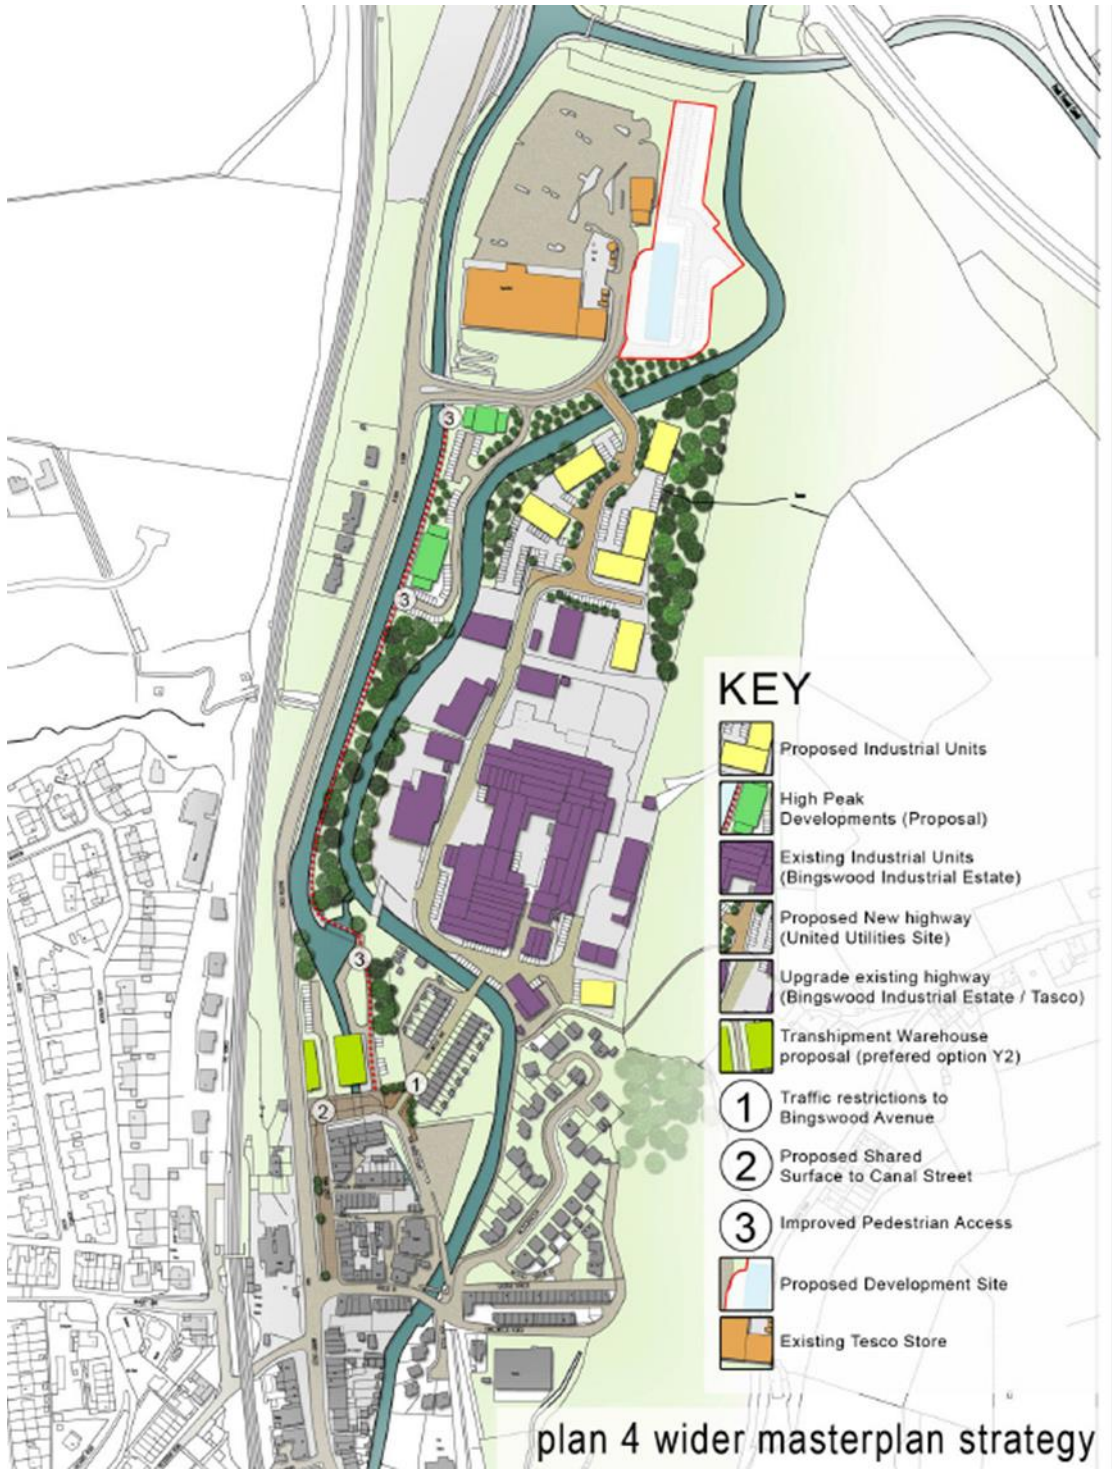 3
3
3
1
2
KEY
Proposed Industrial Units
High Peak
Developments (Proposal)
Existing Industrial Units
(Bingswood Industrial Estate)
Proposed New highway
(United Utilities Site)
Upgrade existing highway
(Bingswood Industrial Estate / Tasco)
Transhipment Warehouse
proposal (prefered option Y2)
1
Traffic restrictions to
Bingswood Avenue
2
Proposed Shared
Surface to Canal Street
3
Improved Pedestrian Access
Proposed Development Site
Existing Tesco Store
plan 4 wider masterplan strategy